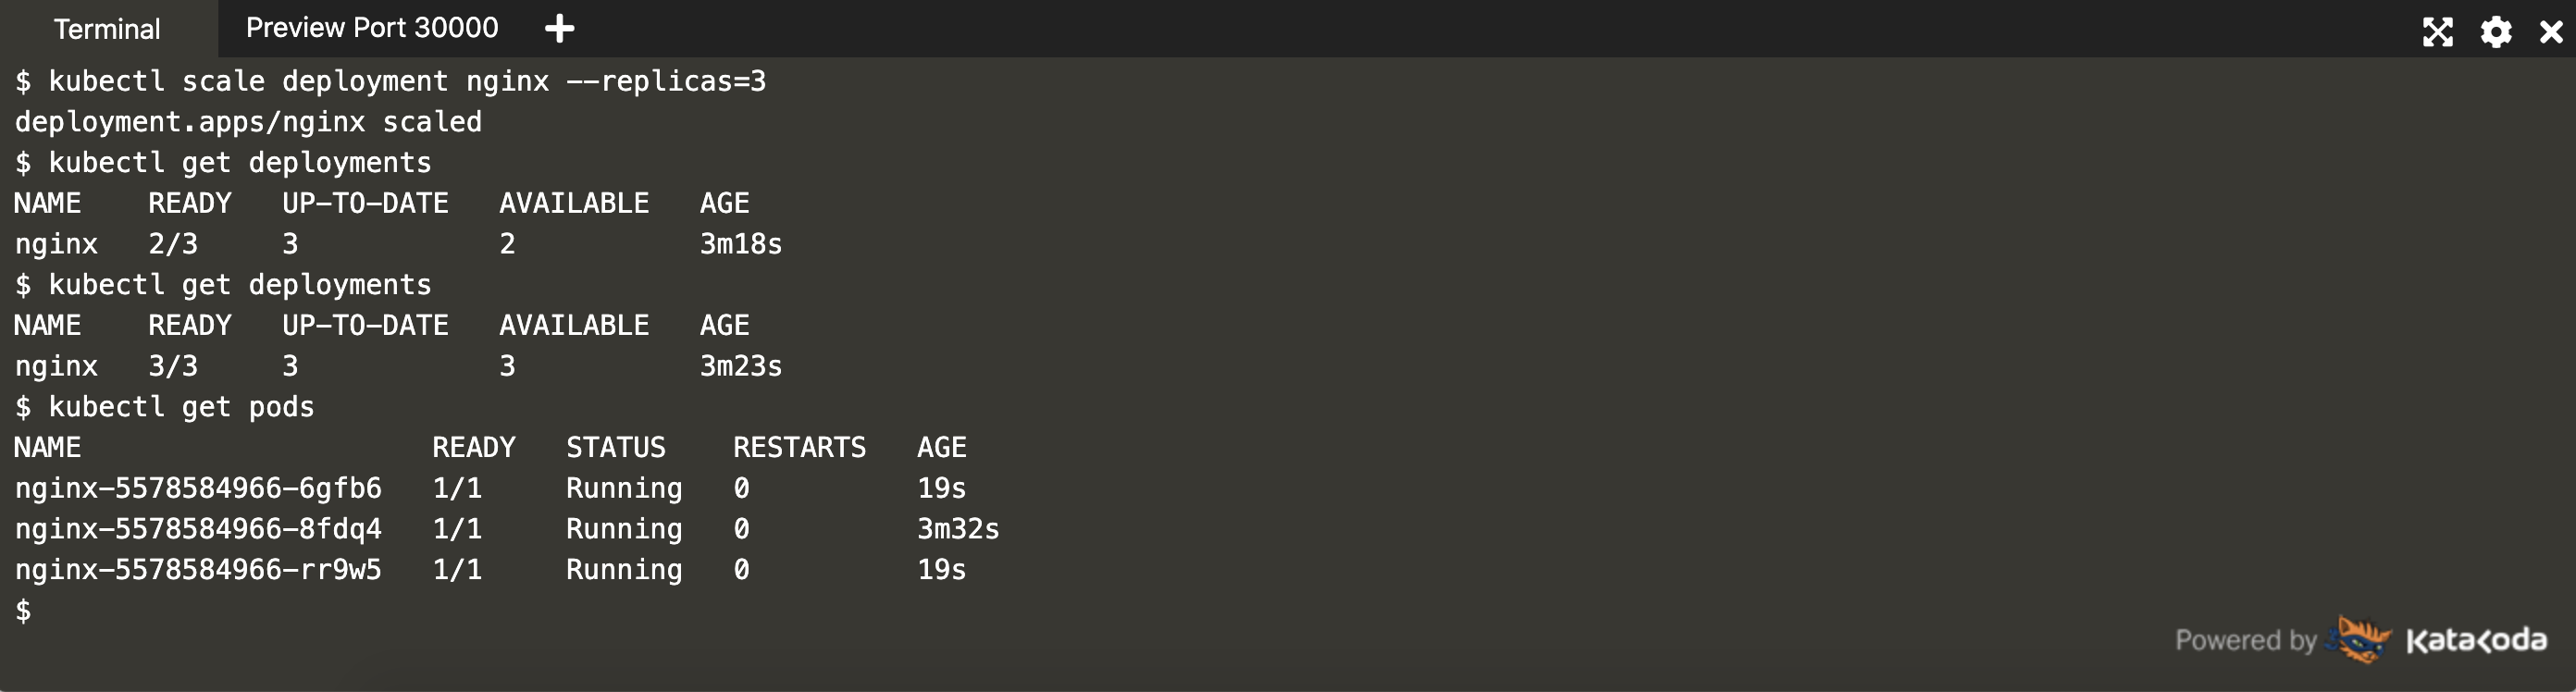 Terminal Preview Port 30000
$ kubectl scale deployment nginx --replicas=3
deployment.apps/nginx scaled
$ kubectl get deployments
NAME    READY   UP-TO-DATE   AVAILABLE   AGE
nginx   2/3     3            2           3m18s
$ kubectl get deployments
NAME    READY   UP-TO-DATE   AVAILABLE   AGE
nginx   3/3     3            3           3m23s
$ kubectl get pods
NAME                     READY   STATUS    RESTARTS   AGE
nginx-5578584966-6gfb6   1/1     Running   0          19s
nginx-5578584966-8fdq4   1/1     Running   0          3m32s
nginx-5578584966-rr9w5   1/1     Running   0          19s
$
Powered by Katacoda